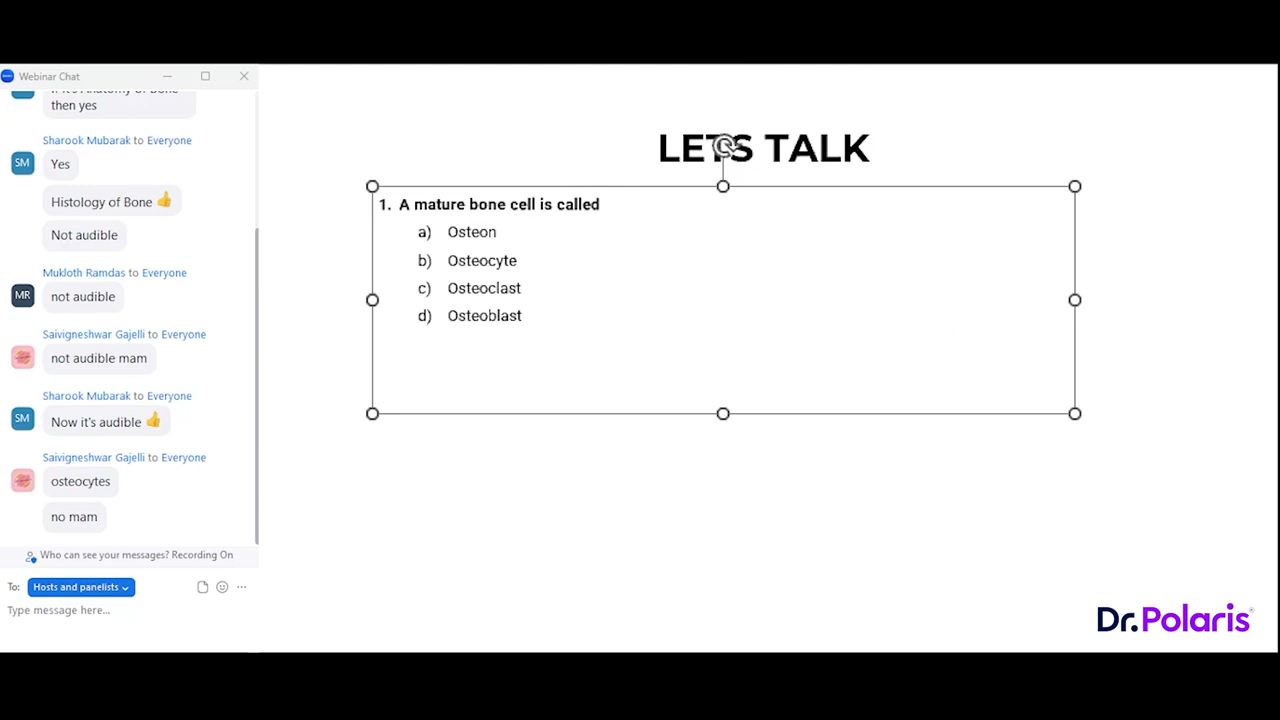 Webinar Chat
then yes
Sharook Mubarak to Everyone
SM
Yes
Histology of Bone 👍
Not audible
Mukloth Ramdas to Everyone
MR
not audible
Saivigneshwar Gajelli to Everyone
not audible mam
Sharook Mubarak to Everyone
SM
Now it's audible 👍
Saivigneshwar Gajelli to Everyone
osteocytes
no mam
Who can see your messages? Recording On
To: Hosts and panelists
Type message here...
LETS TALK
1. A mature bone cell is called
a) Osteon
b) Osteocyte
c) Osteoclast
d) Osteoblast
Dr.Polaris